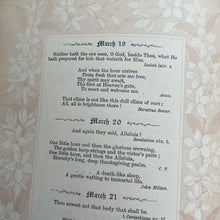 March 19
Neither hath the eye seen, O God, beside Thee, what He
hath prepared for him that waiteth for Him.
Isaiah lxiv. 4.
And when the hour arrives
From flesh that sets me free,
Thy spirit may await,
The first at Heaven's gate,
To meet and welcome me.
Anon.
That clime is not like this dull clime of ours;
All, all is brightness there!
Horatius Bonar.
March 20
And again they said, Alleluia!
Revelation xix. 3.
One little hour and then the glorious crowning,
The golden harp-strings and the victor's palm;
One little hour, and then the Alleluia,
Eternity's long, deep thanksgiving psalm.
C. P.
A death-like sleep,
A gentle wafting to immortal life.
John Milton.
March 21
Thou sowest not that body that shall be.
1 Corinthians xv.